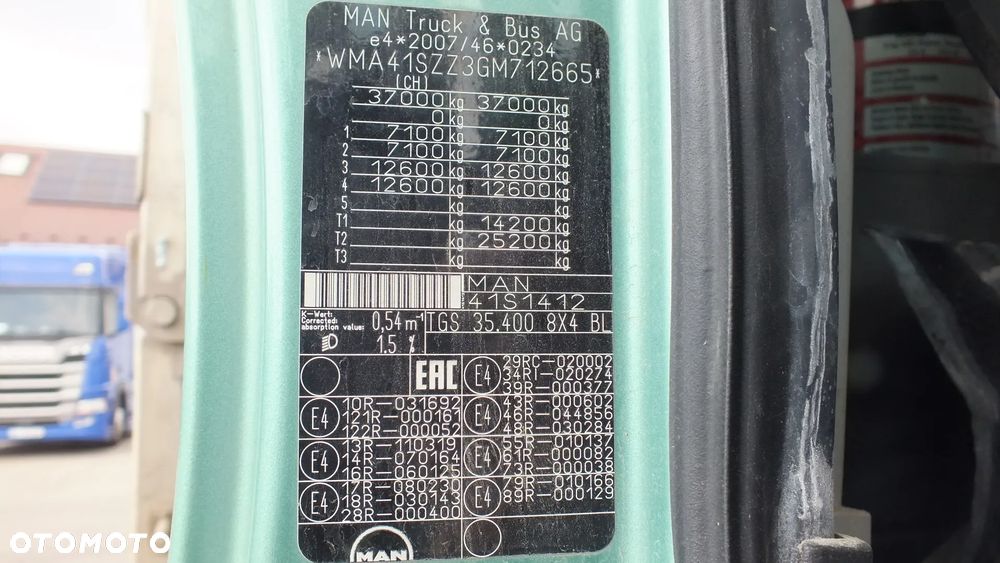 MAN Truck & Bus AG
e4*2007/46*0234
*WMA41SZZ3GM712665*
(CH)
37000 kg 37000 kg
0 kg 0 kg
1 7100 kg 7100 kg
2 7100 kg 7100 kg
3 12600 kg 12600 kg
4 12600 kg 12600 kg
5 kg kg
T1 kg 14200 kg
T2 kg 25200 kg
T3 kg kg
MAN
41S1412
K-Wert:
Corrected
absorption value: 0,54 m⁻¹
1.5 %
TGS 35.400 8X4 BL
EAC
E4 29RC-020002
34RI-020274
39R-000377
E4 10R-031692
121R-000161
122R-000052
E4 43R-000602
46R-044856
48R-030284
E4 13R-110319
14R-070164
16R-060125
E4 55R-010137
61R-000082
73R-000038
E4 17R-080230
18R-030143
28R-000400
E4 79R-010166
89R-000129
MAN
OTOMOTO